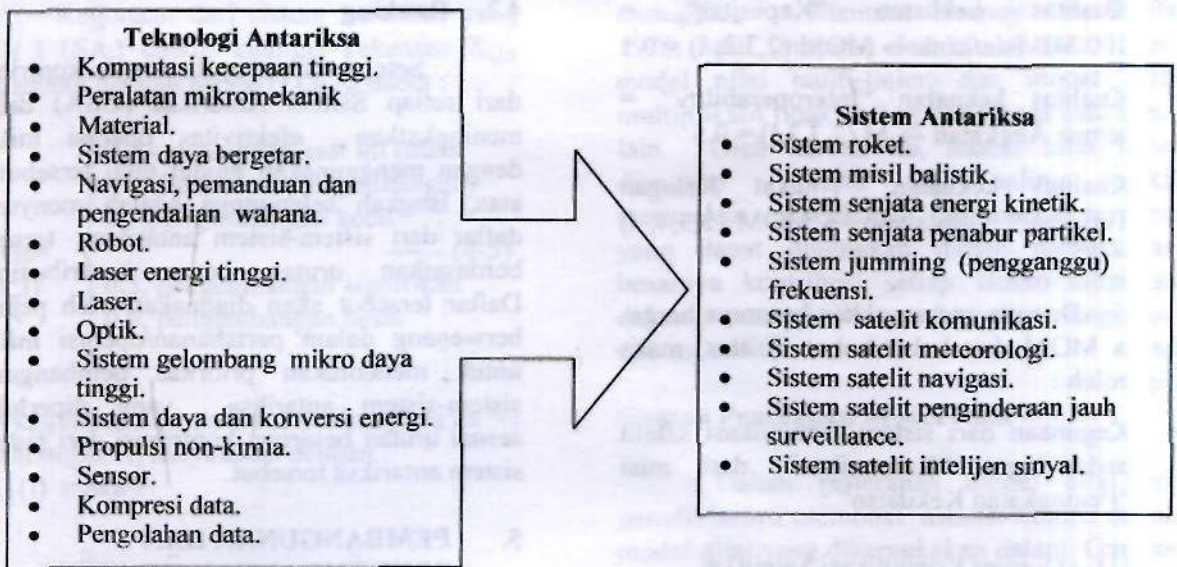 Teknologi Antariksa
• Komputasi kecepaan tinggi.
• Peralatan mikromekanik
• Material.
• Sistem daya bergetar.
• Navigasi, pemanduan dan
pengendalian wahana.
• Robot.
• Laser energi tinggi.
• Laser.
• Optik.
• Sistem gelombang mikro daya
tinggi.
• Sistem daya dan konversi energi.
• Propulsi non-kimia.
• Sensor.
• Kompresi data.
• Pengolahan data.
Sistem Antariksa
• Sistem roket.
• Sistem misil balistik.
• Sistem senjata energi kinetik.
• Sistem senjata penabur partikel.
• Sistem jumming (pengganggu)
frekuensi.
• Sistem satelit komunikasi.
• Sistem satelit meteorologi.
• Sistem satelit navigasi.
• Sistem satelit penginderaan jauh
surveillance.
• Sistem satelit intelijen sinyal.